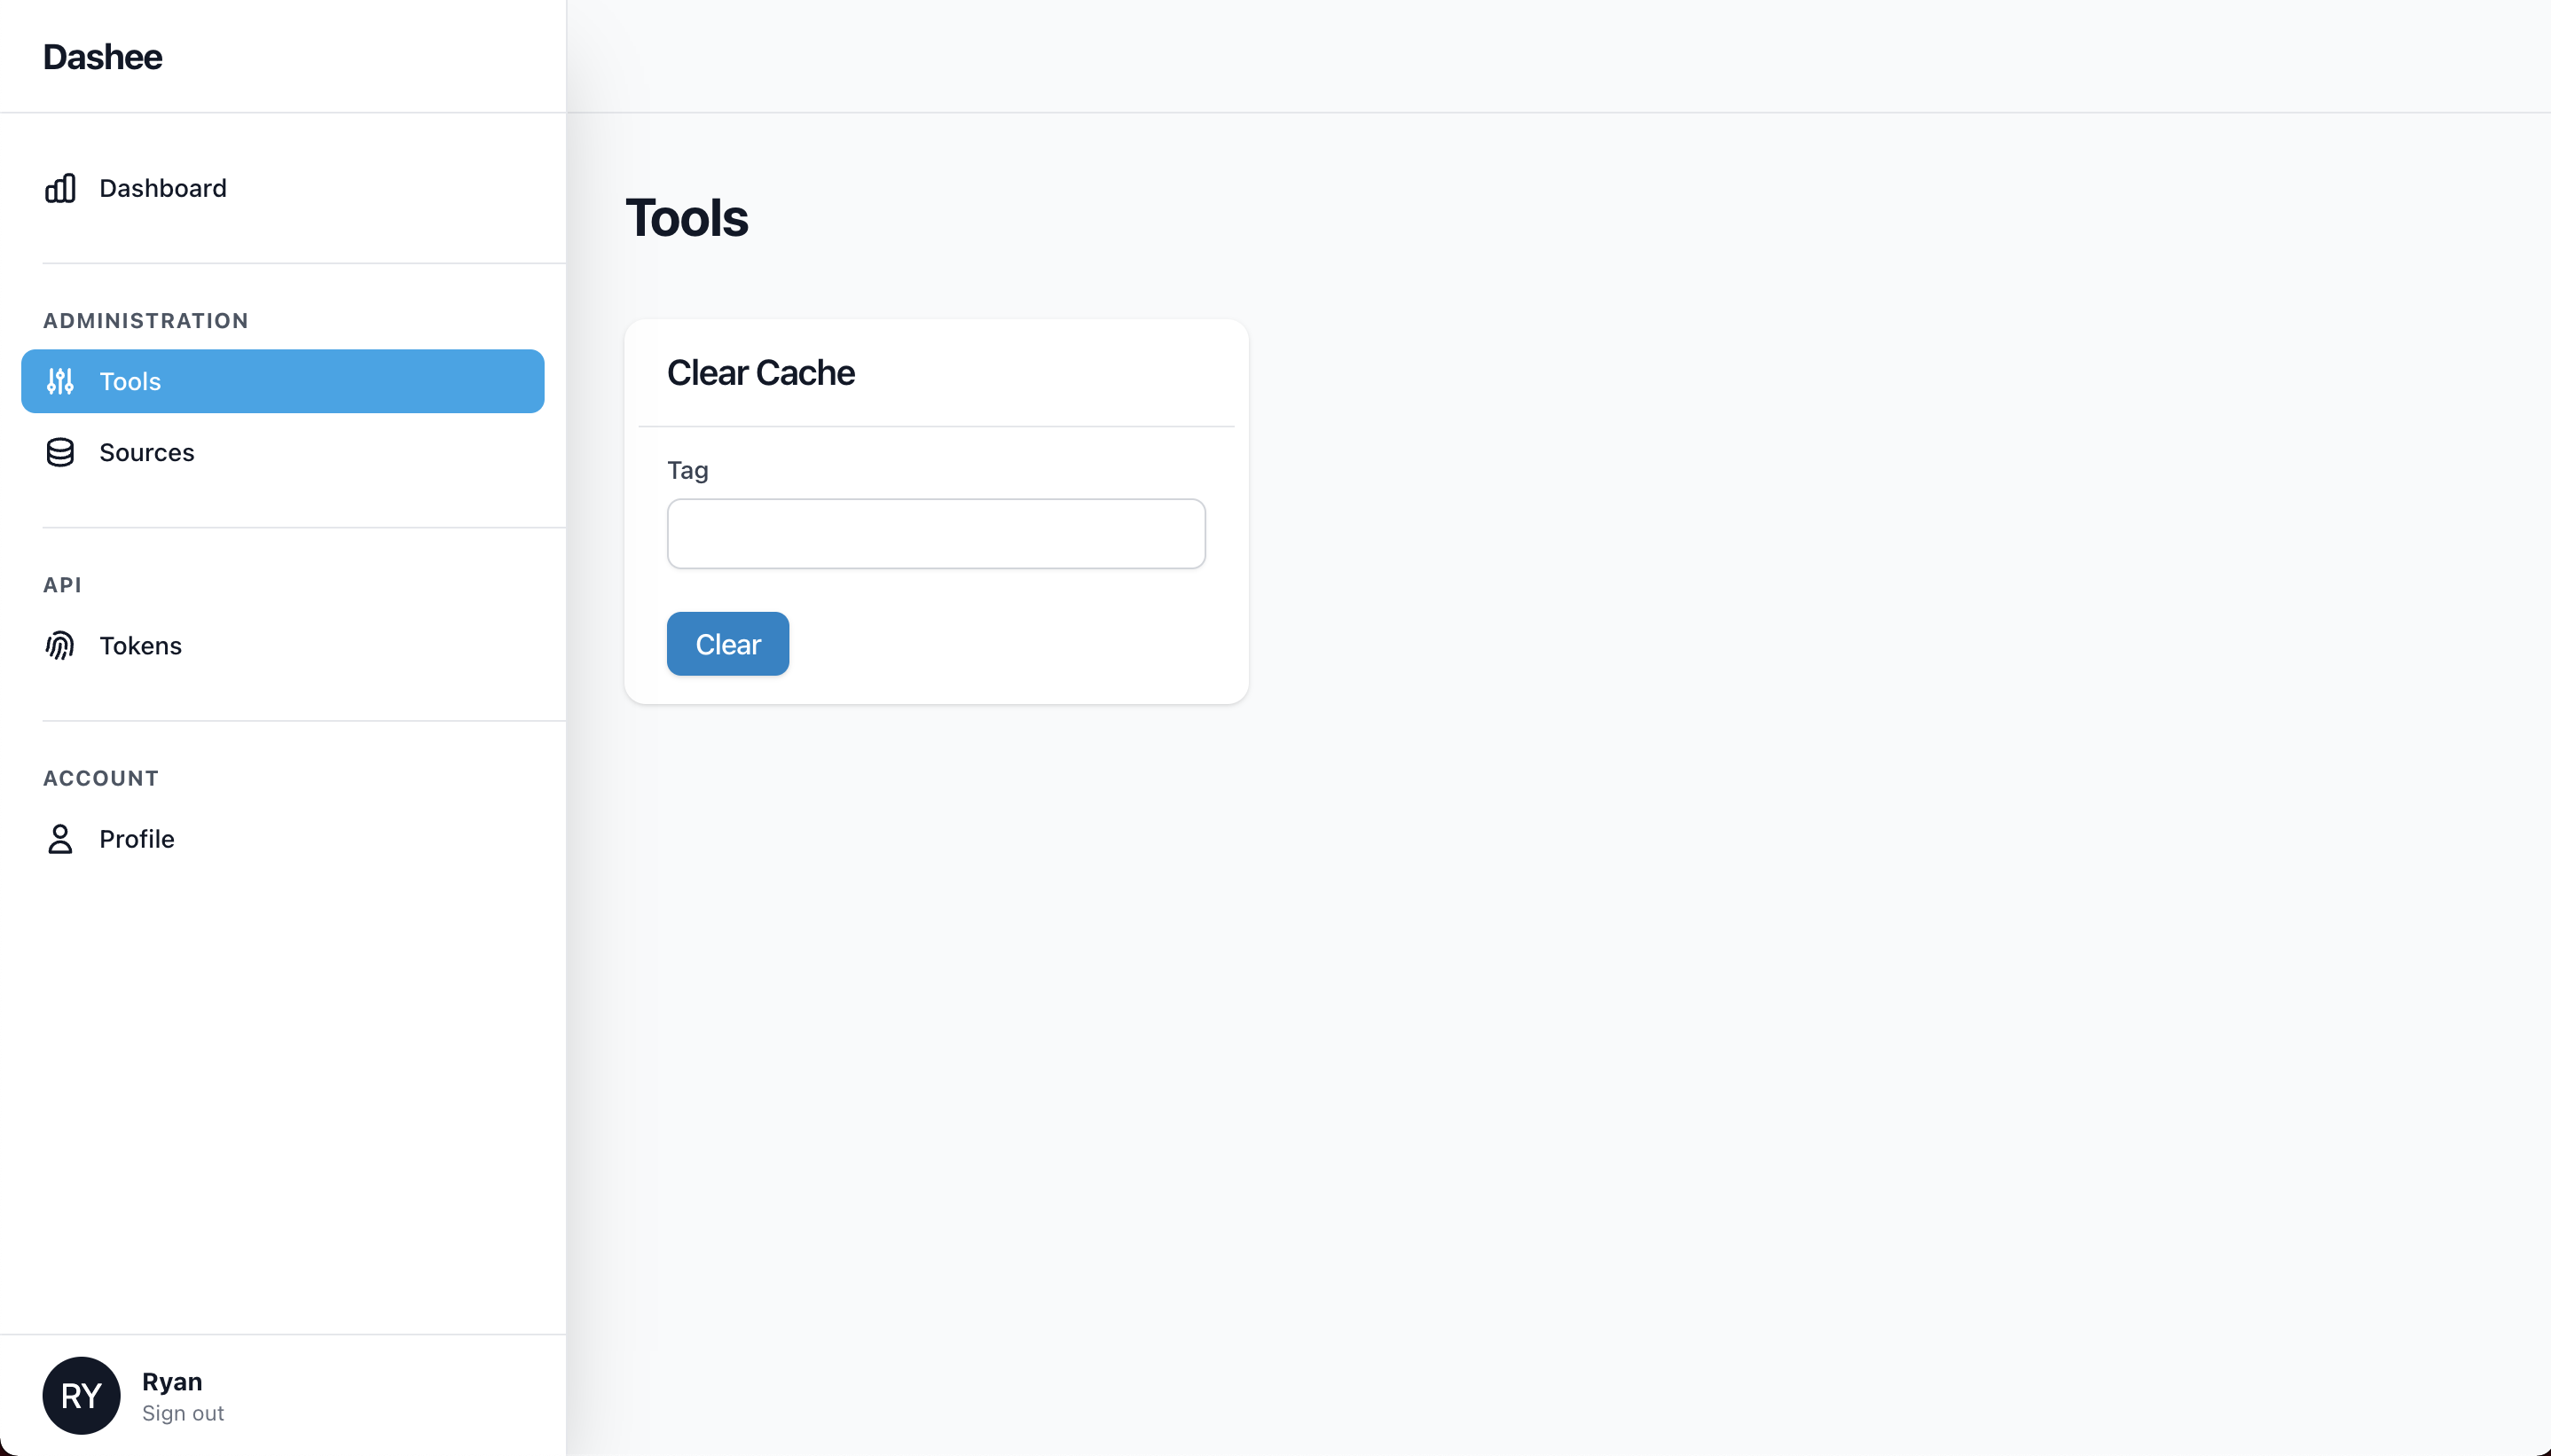 Dashee
Dashboard
ADMINISTRATION
Tools
Sources
API
Tokens
ACCOUNT
Profile
RY
Ryan
Sign out
Tools
Clear Cache
Tag
Clear